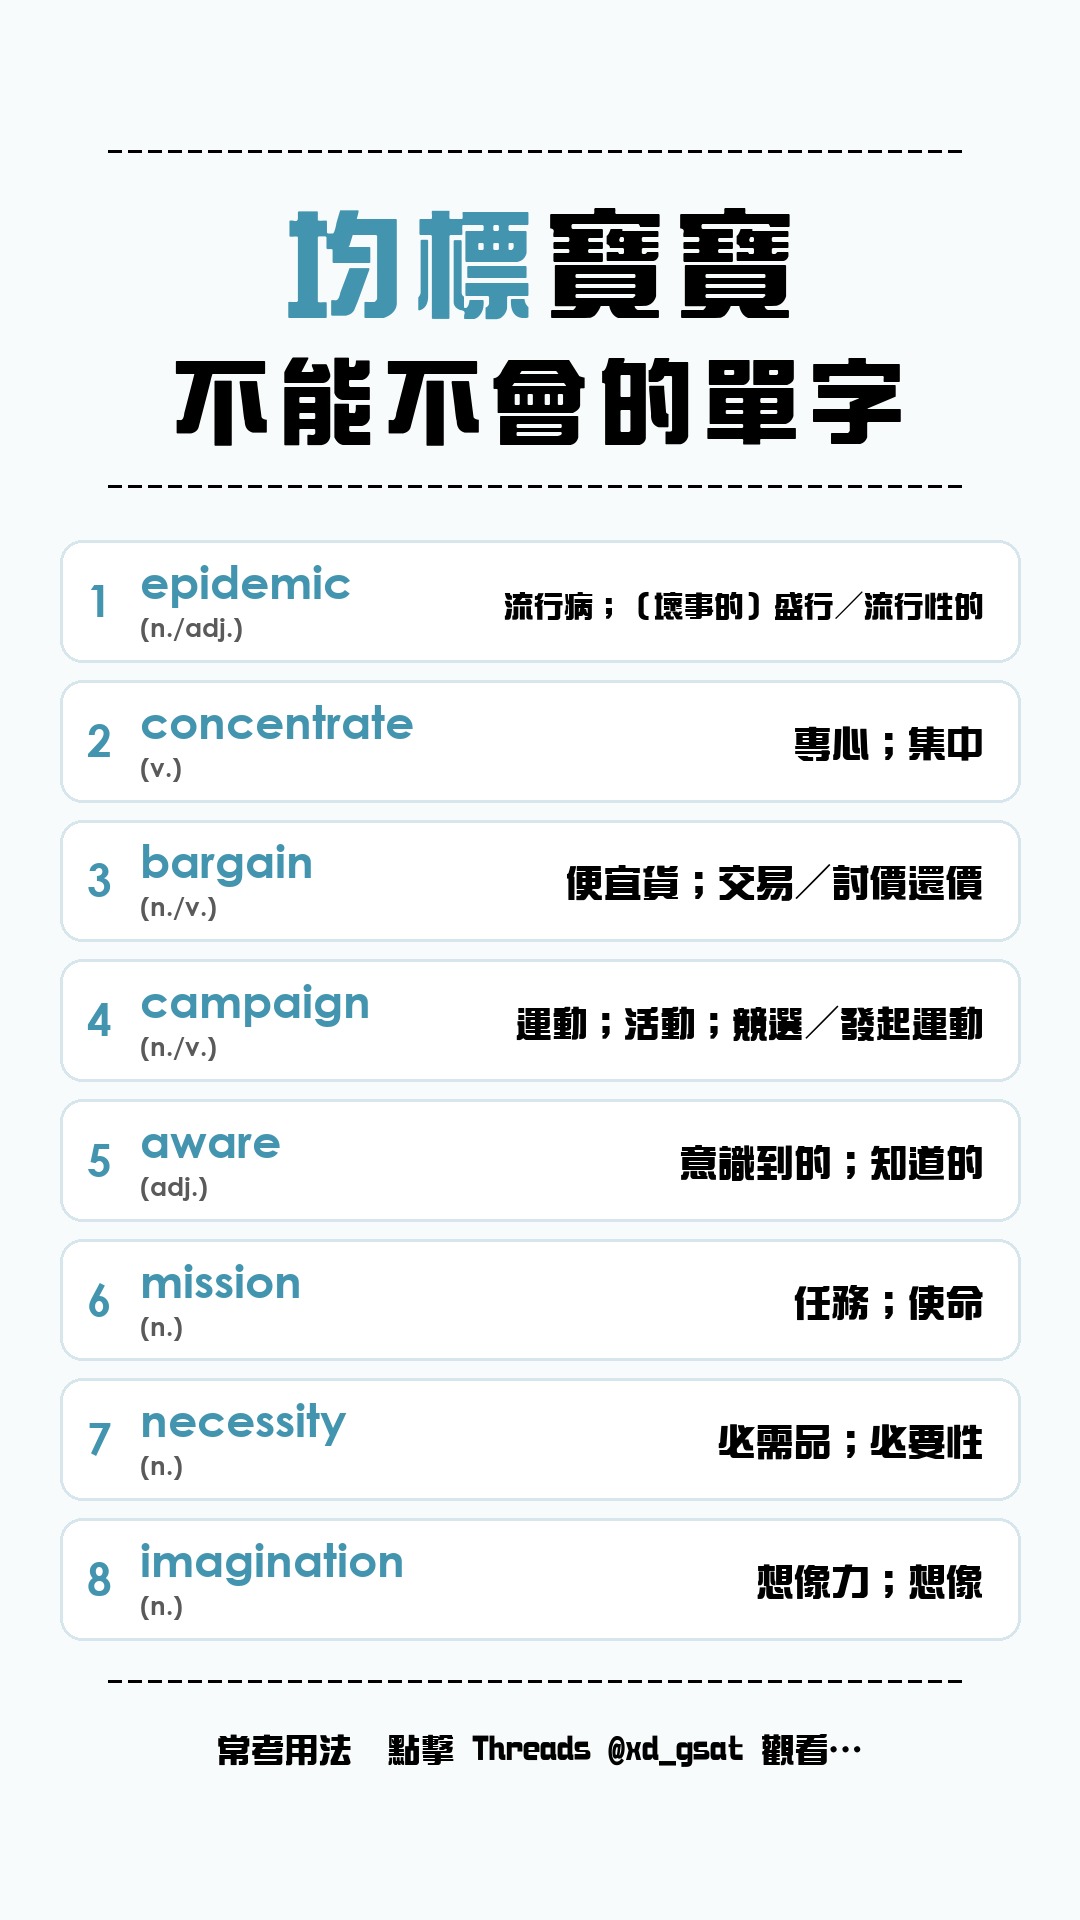 均標寶寶
不能不會的單字
1 epidemic
(n./adj.)
流行病；（壞事的）盛行／流行性的
2 concentrate
(v.)
專心；集中
3 bargain
(n./v.)
便宜貨；交易／討價還價
4 campaign
(n./v.)
運動；活動；競選／發起運動
5 aware
(adj.)
意識到的；知道的
6 mission
(n.)
任務；使命
7 necessity
(n.)
必需品；必要性
8 imagination
(n.)
想像力；想像
常考用法　點擊 Threads @xd_gsat 觀看…